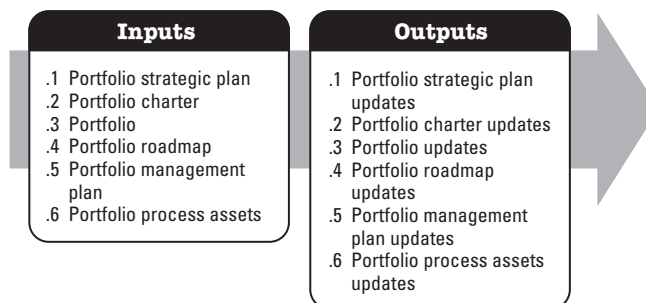 Inputs
.1 Portfolio strategic plan
.2 Portfolio charter
.3 Portfolio
.4 Portfolio roadmap
.5 Portfolio management
plan
.6 Portfolio process assets
Outputs
.1 Portfolio strategic plan
updates
.2 Portfolio charter updates
.3 Portfolio updates
.4 Portfolio roadmap
updates
.5 Portfolio management
plan updates
.6 Portfolio process assets
updates